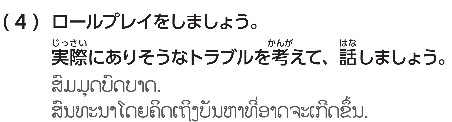 (4) ロールプレイをしましょう。
じっさい かんが はな
実際にありそうなトラブルを考えて、話しましょう。
ສົມມຸດບົດບາດ.
ສົນທະນາໂດຍຄິດເຖິງບັນຫາທີ່ອາດຈະເກີດຂຶ້ນ.